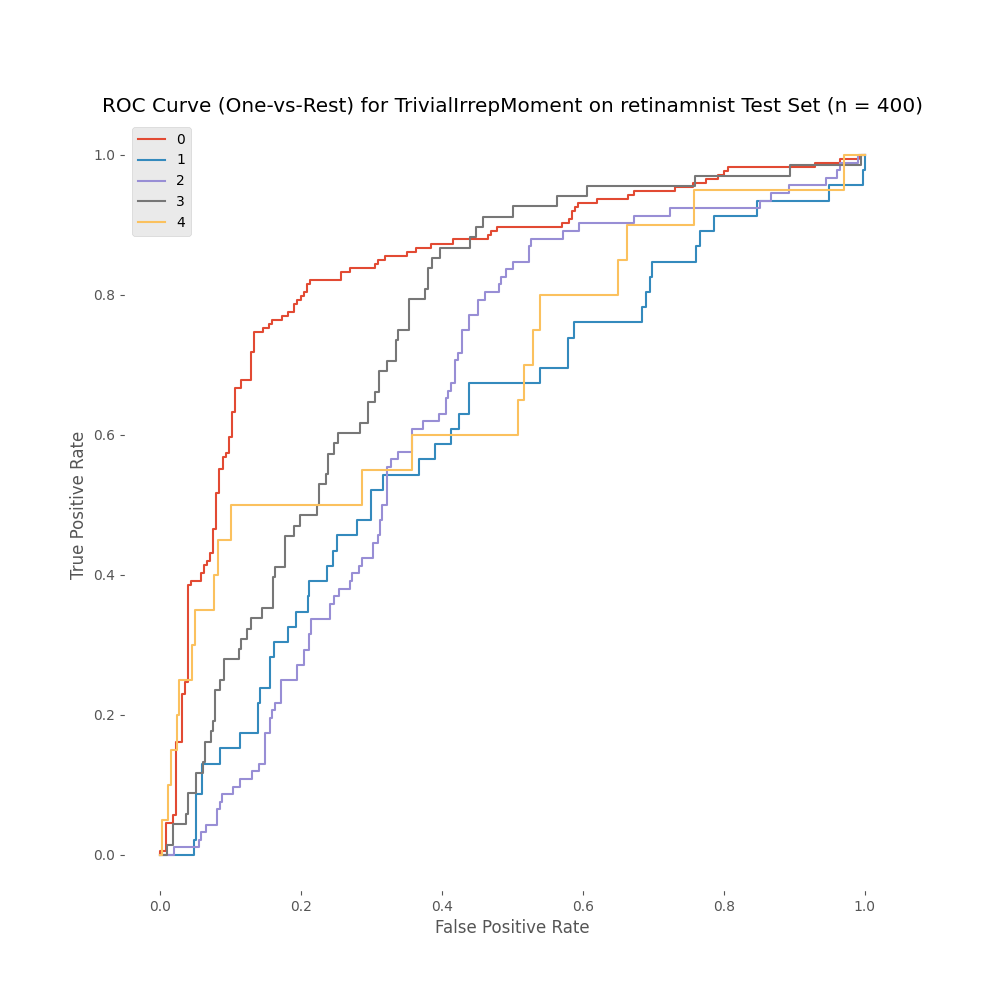 ROC Curve (One-vs-Rest) for TrivialIrrepMoment on retinamnist Test Set (n = 400)
0
1
2
3
4
1.0
0.8
0.6
0.4
0.2
0.0
True Positive Rate
0.0 0.2 0.4 0.6 0.8 1.0
False Positive Rate